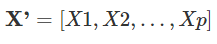 X’ = [X1, X2, . . . , Xp]